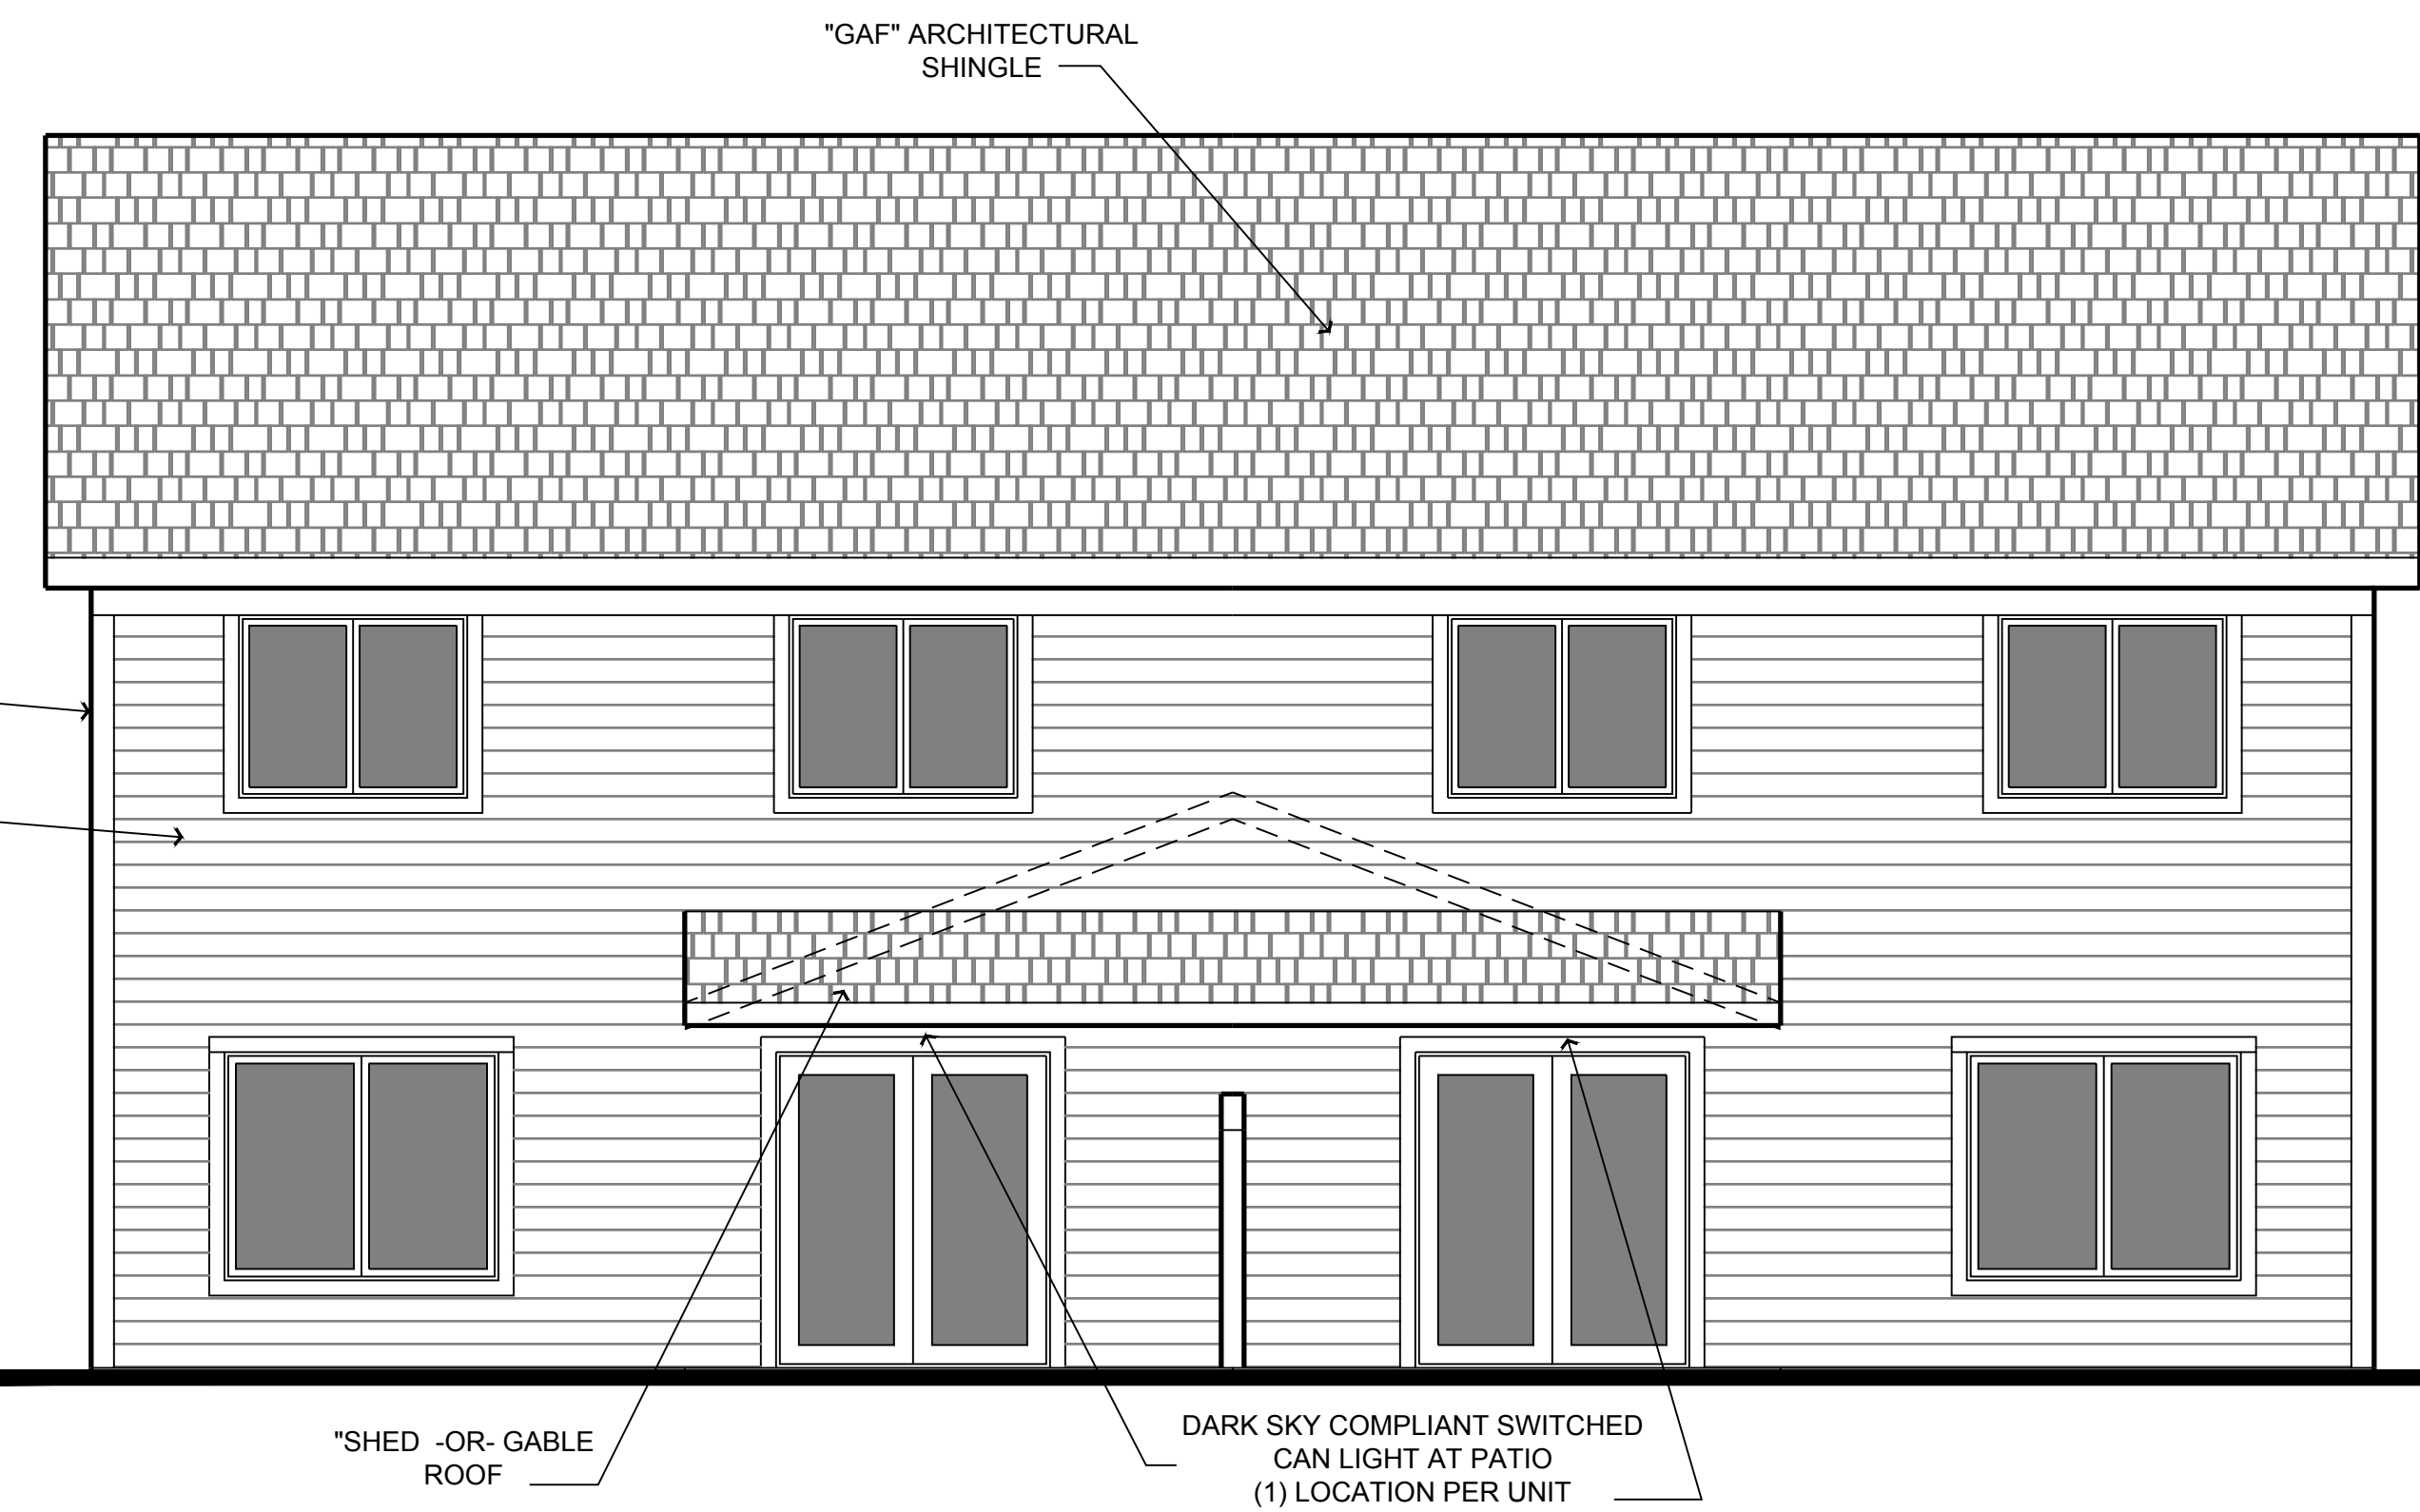 "GAF" ARCHITECTURAL
SHINGLE
"SHED -OR- GABLE
ROOF
DARK SKY COMPLIANT SWITCHED
CAN LIGHT AT PATIO
(1) LOCATION PER UNIT